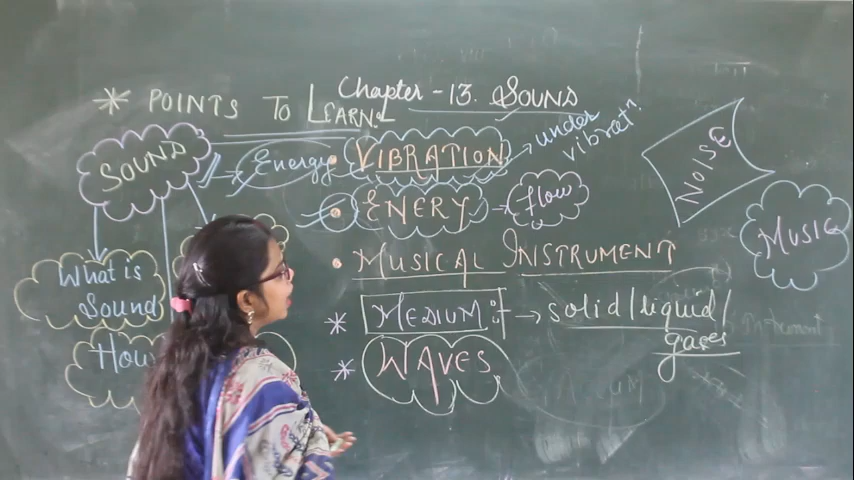 Chapter - 13. SOUND
* POINTS TO LEARN
SOUND
Energy
• VIBRATION
under
vibratⁿ
• ENERY
flow
• MUSICAL INSTRUMENT
* MEDIUM : → solid/liquid/
gases
* WAVES
What is
Sound
How
NOISE
MUSIC